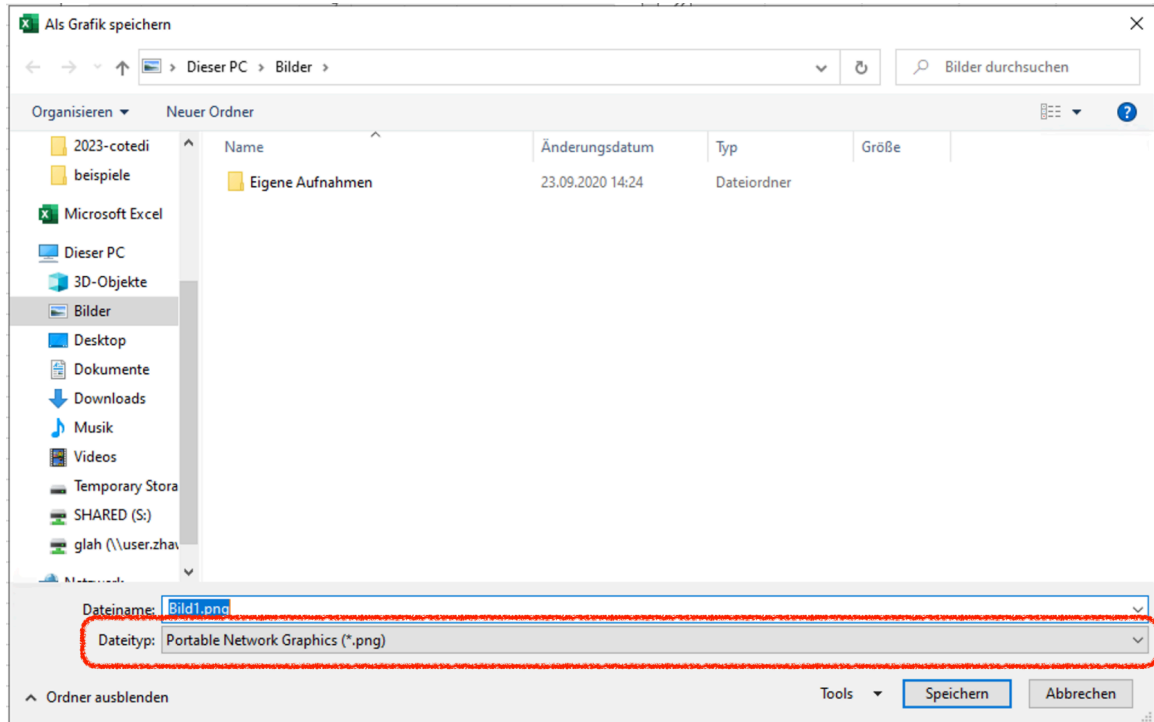 Als Grafik speichern
Dieser PC > Bilder >
Bilder durchsuchen
Organisieren
Neuer Ordner
2023-cotedi
beispiele
Microsoft Excel
Dieser PC
3D-Objekte
Bilder
Desktop
Dokumente
Downloads
Musik
Videos
Temporary Stora
SHARED (S:)
glah (\\user.zhav
Name Änderungsdatum Typ Größe
Eigene Aufnahmen 23.09.2020 14:24 Dateiordner
Dateiname: Bild1.png
Dateityp: Portable Network Graphics (*.png)
Ordner ausblenden
Tools
Speichern
Abbrechen